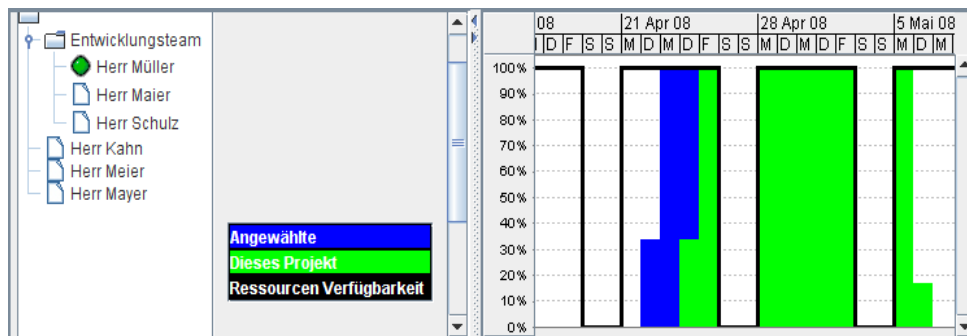 Entwicklungsteam
Herr Müller
Herr Maier
Herr Schulz
Herr Kahn
Herr Meier
Herr Mayer
Angewählte
Dieses Projekt
Ressourcen Verfügbarkeit
08 21 Apr 08 28 Apr 08 5 Mai 08
D F S S M D M D F S S M D M D F S S M D M
100%
90%
80%
70%
60%
50%
40%
30%
20%
10%
0%